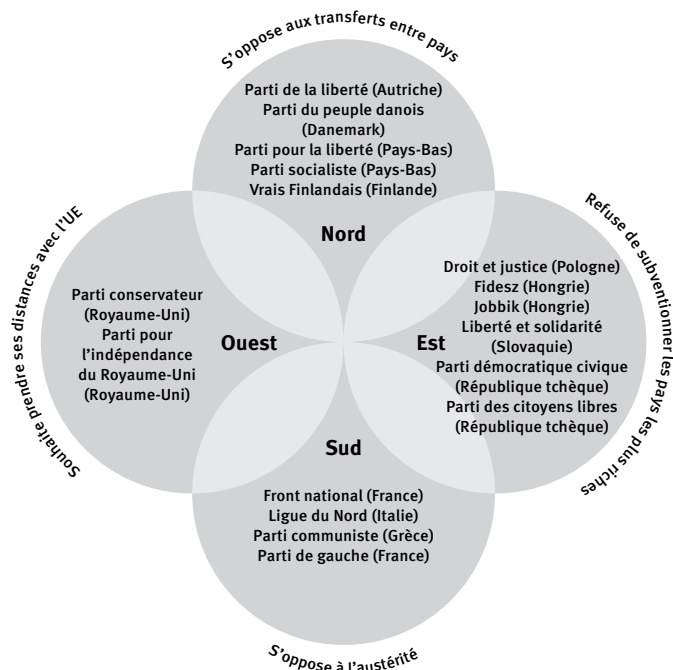 S'oppose aux transferts entre pays
Parti de la liberté (Autriche)
Parti du peuple danois
(Danemark)
Parti pour la liberté (Pays-Bas)
Parti socialiste (Pays-Bas)
Vrais Finlandais (Finlande)
Nord
Souhaite prendre ses distances avec l'UE
Parti conservateur
(Royaume-Uni)
Parti pour
l'indépendance
du Royaume-Uni
(Royaume-Uni)
Ouest
Est
Droit et justice (Pologne)
Fidesz (Hongrie)
Jobbik (Hongrie)
Liberté et solidarité
(Slovaquie)
Parti démocratique civique
(République tchèque)
Parti des citoyens libres
(République tchèque)
Refuse de subventionner les pays les plus riches
Sud
Front national (France)
Ligue du Nord (Italie)
Parti communiste (Grèce)
Parti de gauche (France)
S'oppose à l'austérité